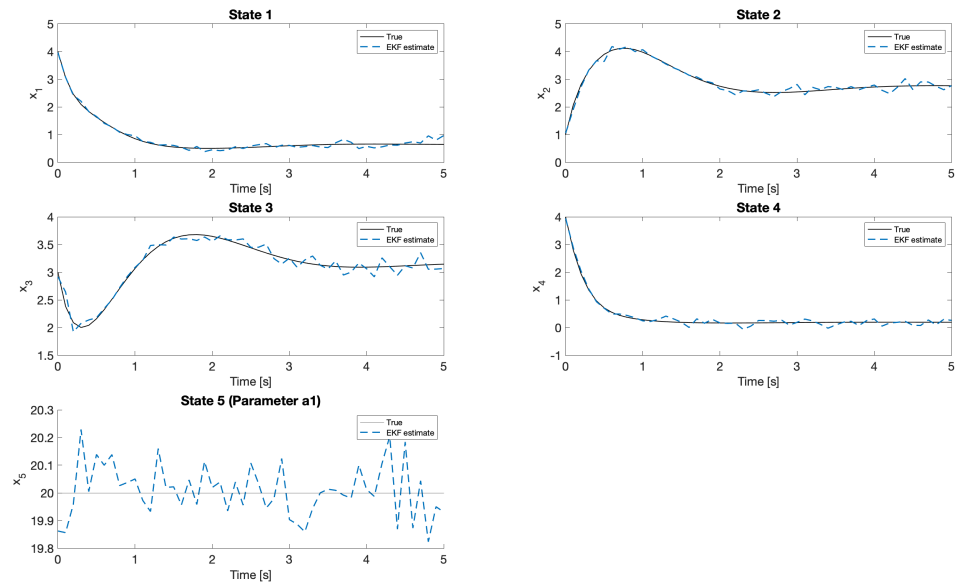 State 1
5
4
3
2
1
0
x1
0 1 2 3 4 5
Time [s]
True
EKF estimate
State 2
5
4
3
2
1
0
x2
0 1 2 3 4 5
Time [s]
True
EKF estimate
State 3
4
3.5
3
2.5
2
1.5
x3
0 1 2 3 4 5
Time [s]
True
EKF estimate
State 4
4
3
2
1
0
-1
x4
0 1 2 3 4 5
Time [s]
True
EKF estimate
State 5 (Parameter a1)
20.3
20.2
20.1
20
19.9
19.8
x5
0 1 2 3 4 5
Time [s]
True
EKF estimate